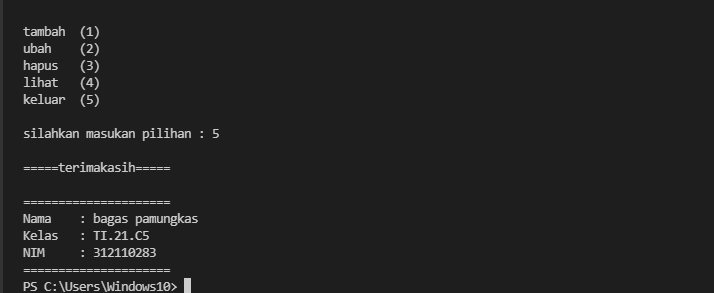 tambah  (1)
ubah    (2)
hapus   (3)
lihat   (4)
keluar  (5)
silahkan masukan pilihan : 5
=====terimakasih=====
=====================
Nama    : bagas pamungkas
Kelas   : TI.21.C5
NIM     : 312110283
=====================
PS C:\Users\Windows10>